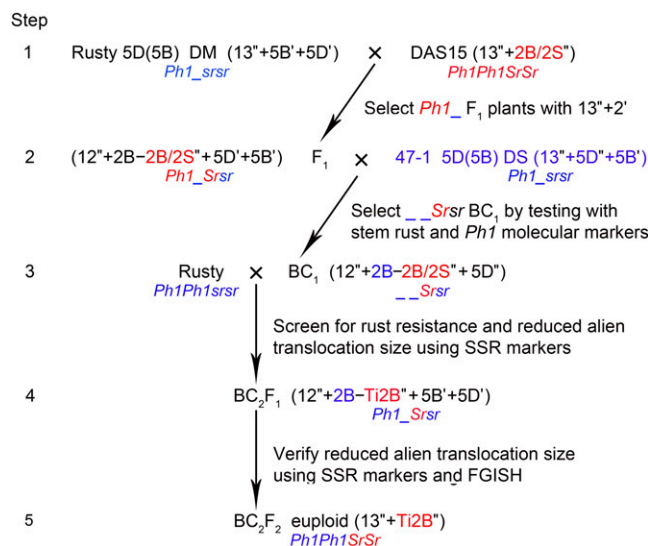 Step
1 Rusty 5D(5B) DM (13"+5B'+5D') × DAS15 (13"+2B/2S")
Ph1_srsr Ph1Ph1SrSr
Select Ph1_ F1 plants with 13"+2'
2 (12"+2B−2B/2S"+5D'+5B') F1 × 47-1 5D(5B) DS (13"+5D"+5B')
Ph1_Srsr Ph1_srsr
Select _ _Srsr BC1 by testing with
stem rust and Ph1 molecular markers
3 Rusty × BC1 (12"+2B−2B/2S"+5D")
Ph1Ph1srsr _ _Srsr
Screen for rust resistance and reduced alien
translocation size using SSR markers
4 BC2F1 (12"+2B−Ti2B"+5B'+5D')
Ph1_Srsr
Verify reduced alien translocation size
using SSR markers and FGISH
5 BC2F2 euploid (13"+Ti2B")
Ph1Ph1SrSr